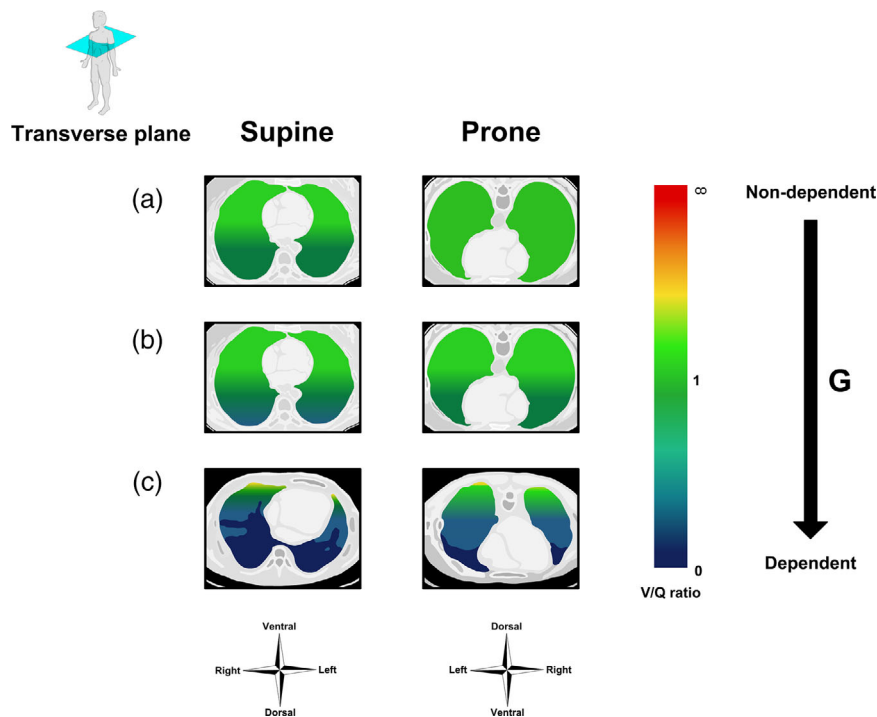 Transverse plane
Supine
Prone
(a)
(b)
(c)
∞
1
0
V/Q ratio
Non-dependent
G
Dependent
Ventral
Right
Left
Dorsal
Dorsal
Left
Right
Ventral